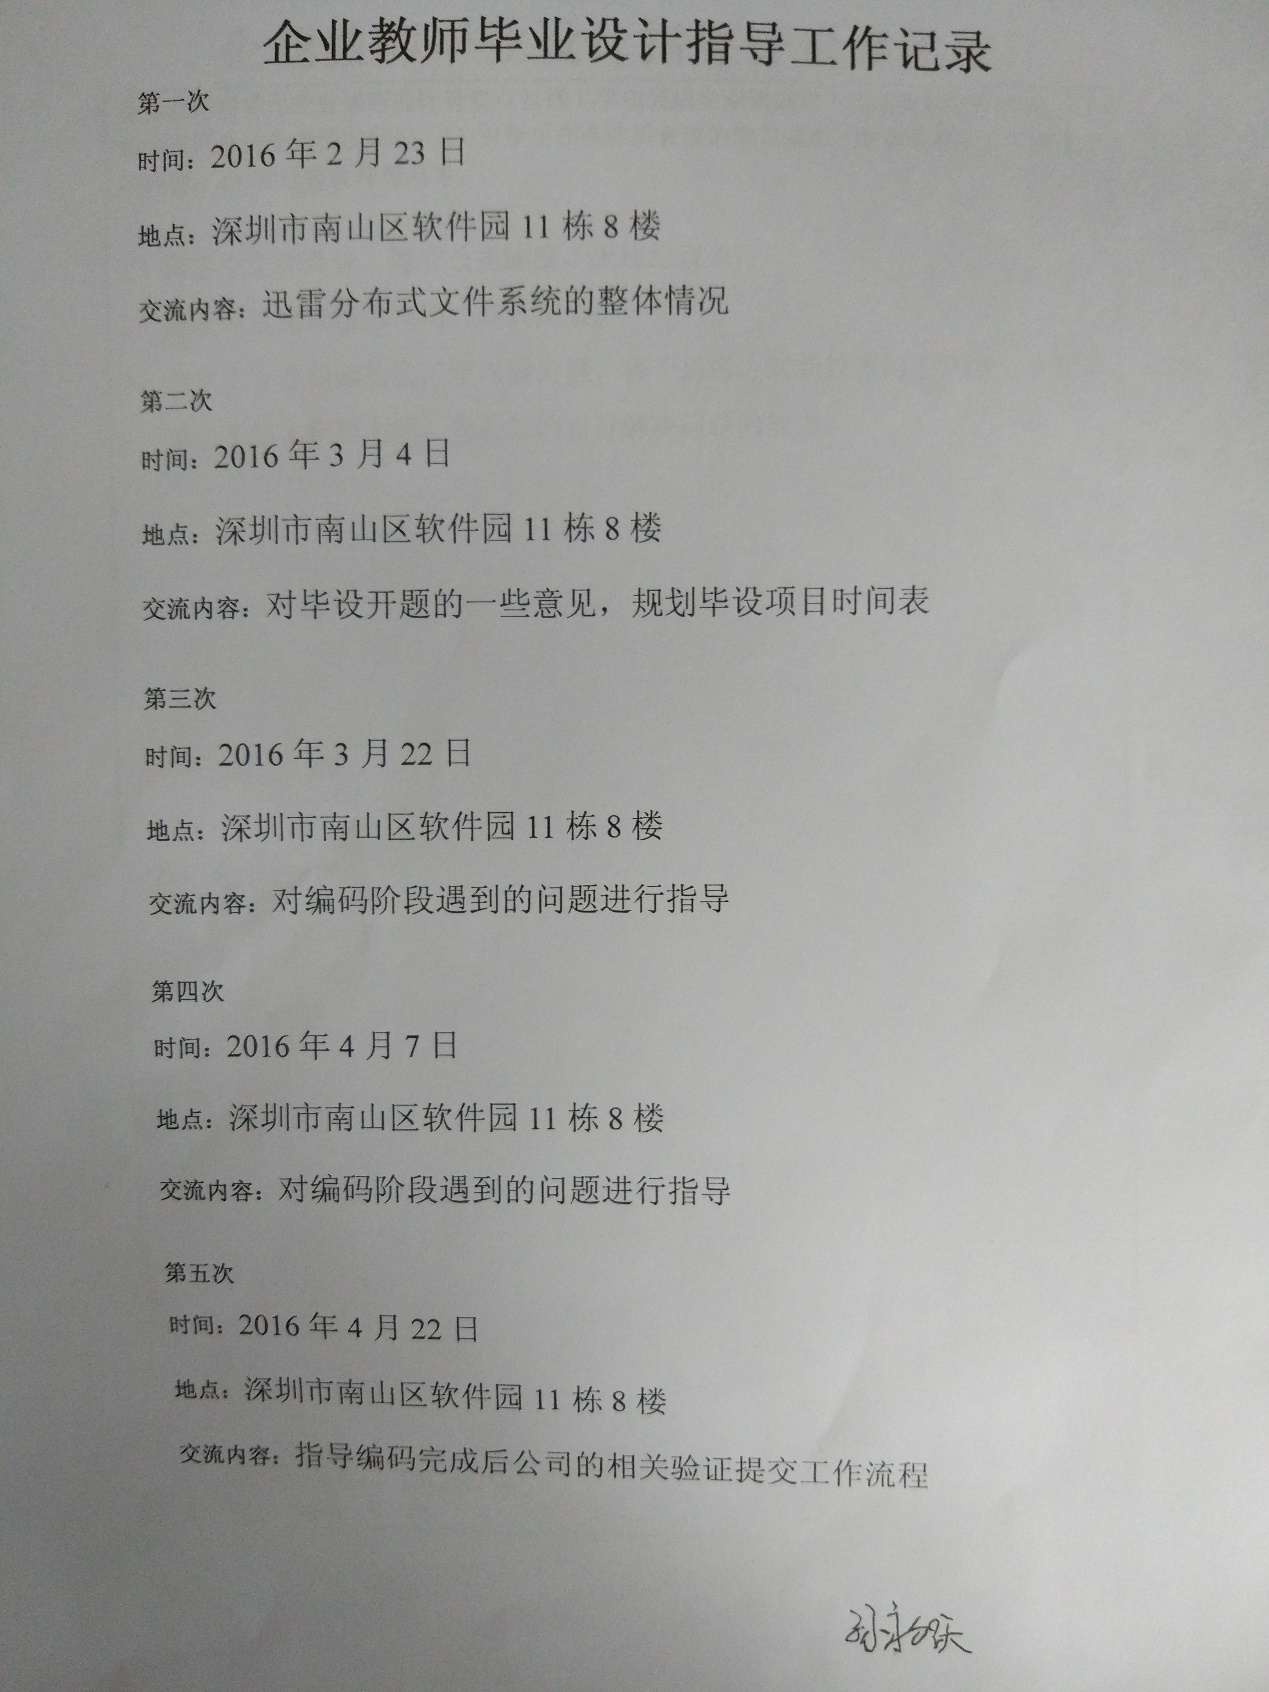 企业教师毕业设计指导工作记录
第一次
时间：2016 年 2 月 23 日
地点：深圳市南山区软件园 11 栋 8 楼
交流内容：迅雷分布式文件系统的整体情况
第二次
时间：2016 年 3 月 4 日
地点：深圳市南山区软件园 11 栋 8 楼
交流内容：对毕设开题的一些意见，规划毕设项目时间表
第三次
时间：2016 年 3 月 22 日
地点：深圳市南山区软件园 11 栋 8 楼
交流内容：对编码阶段遇到的问题进行指导
第四次
时间：2016 年 4 月 7 日
地点：深圳市南山区软件园 11 栋 8 楼
交流内容：对编码阶段遇到的问题进行指导
第五次
时间：2016 年 4 月 22 日
地点：深圳市南山区软件园 11 栋 8 楼
交流内容：指导编码完成后公司的相关验证提交工作流程